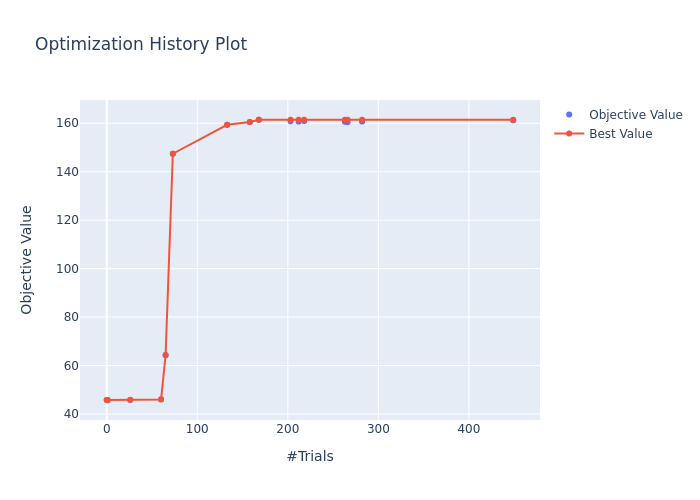 Optimization History Plot
Objective Value
Best Value
160
140
120
100
80
60
40
Objective Value
0 100 200 300 400
#Trials